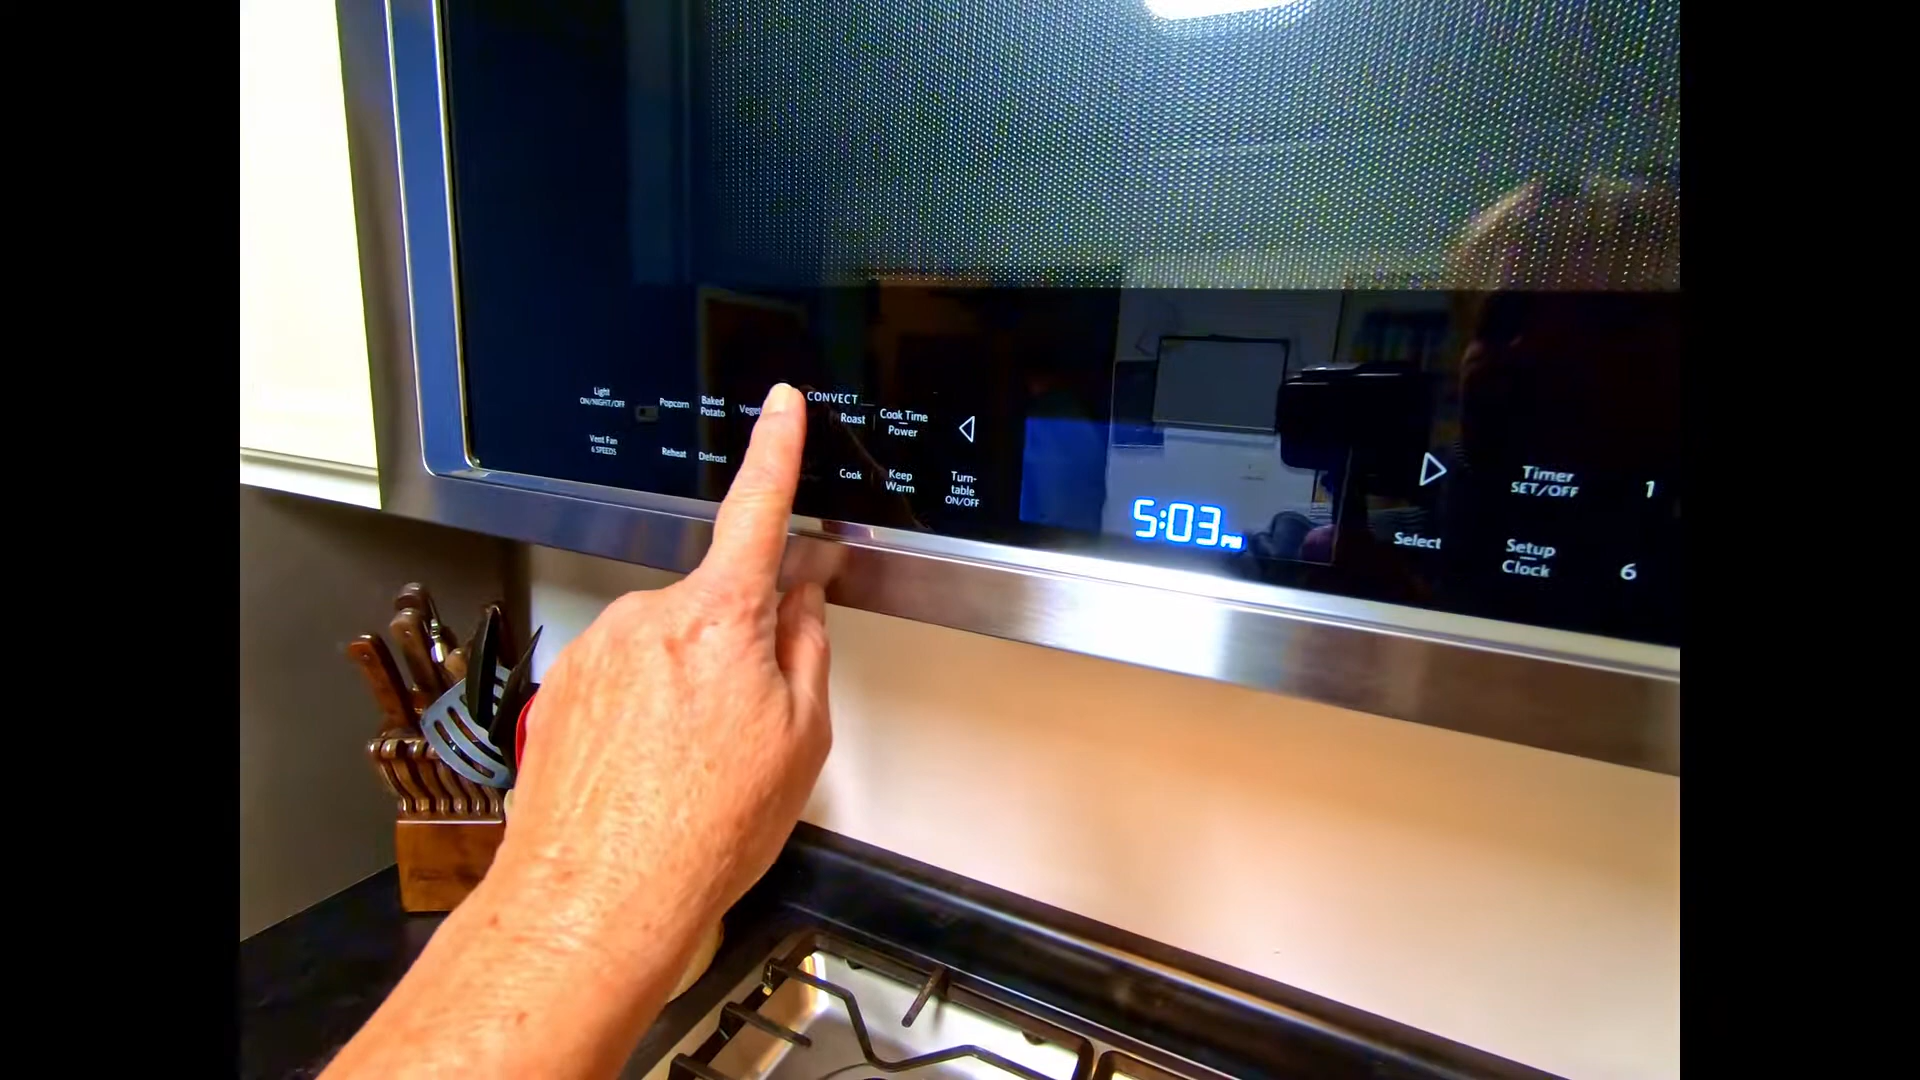 Light
ON/NIGHT/OFF
Popcorn
Baked
Potato
CONVECT
Roast
Cook Time
Power
Vent Fan
6 SPEEDS
Reheat
Defrost
Cook
Keep
Warm
Turn-
table
ON/OFF
5:03 PM
Select
Timer
SET/OFF
1
Setup
Clock
6